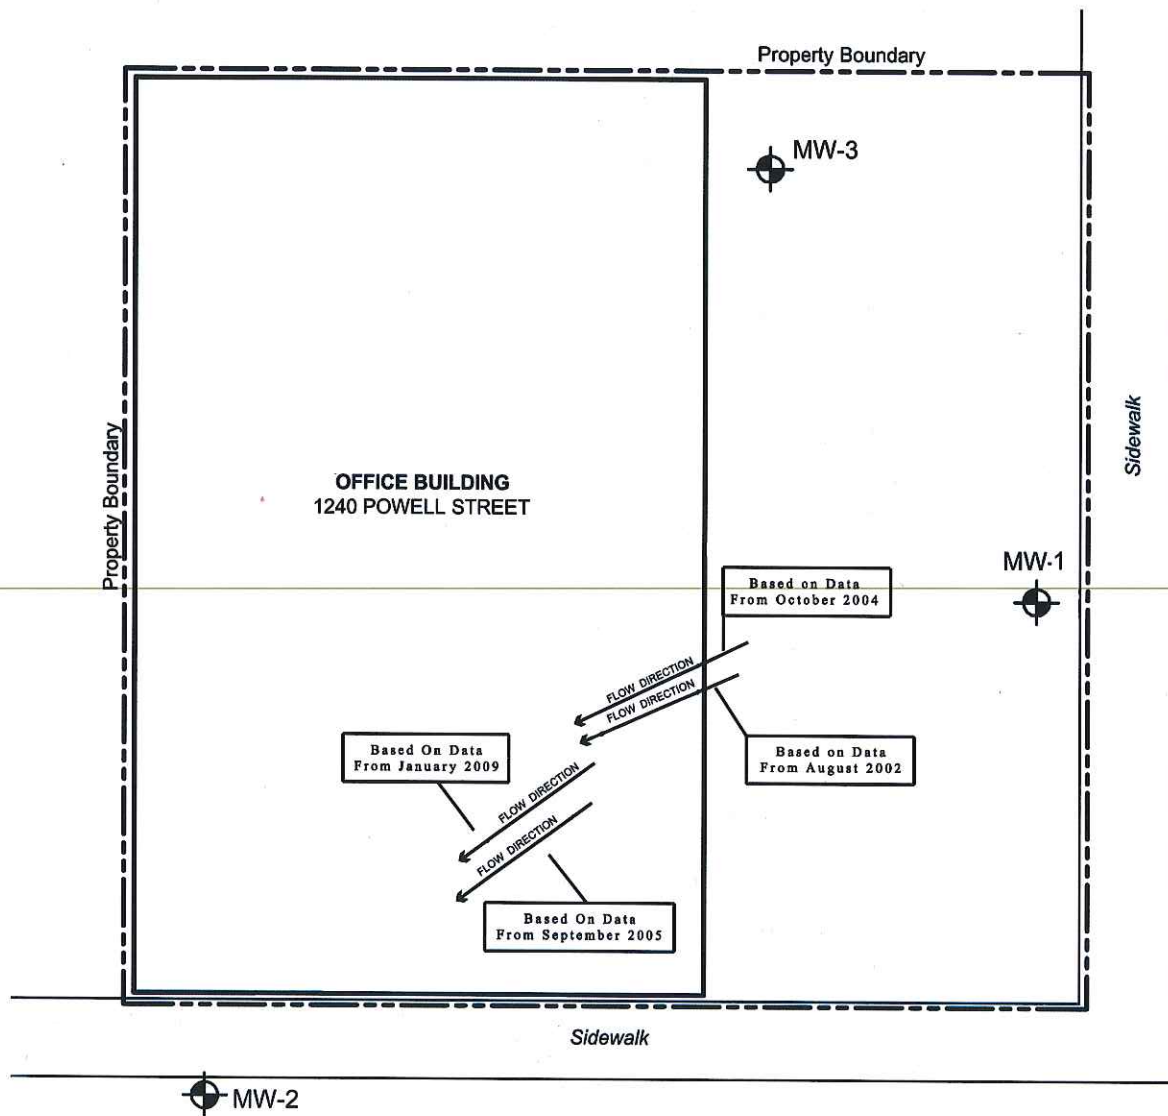 Property Boundary
MW-3
Sidewalk
Property Boundary
OFFICE BUILDING
1240 POWELL STREET
MW-1
Based on Data
From October 2004
FLOW DIRECTION
FLOW DIRECTION
Based On Data
From January 2009
Based on Data
From August 2002
FLOW DIRECTION
FLOW DIRECTION
Based On Data
From September 2005
Sidewalk
MW-2